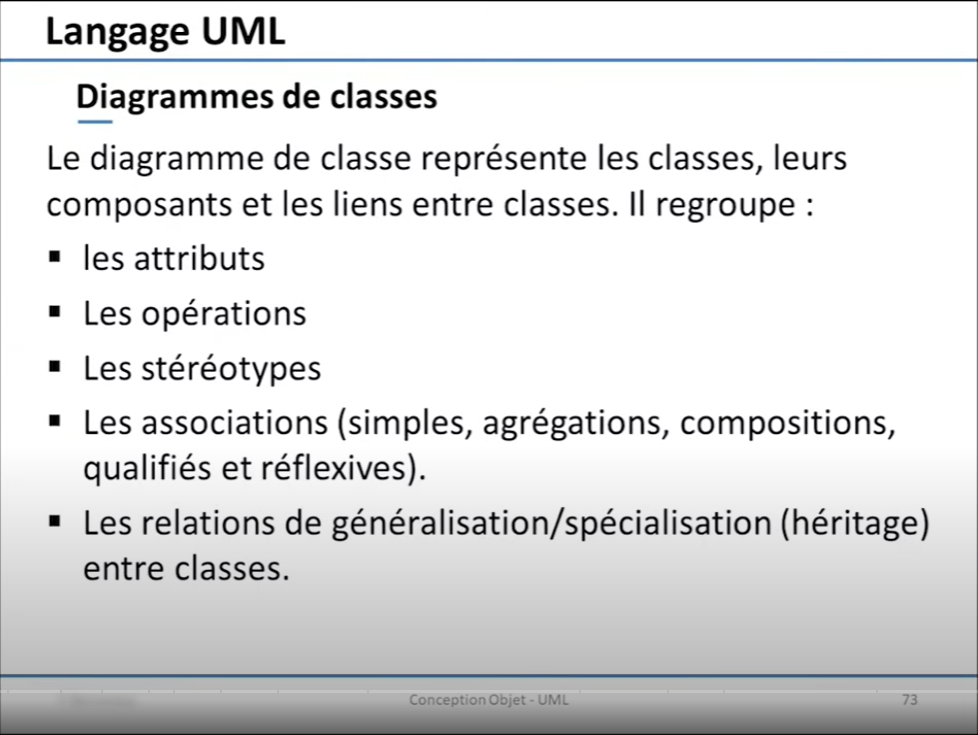 Langage UML
Diagrammes de classes
Le diagramme de classe représente les classes, leurs
composants et les liens entre classes. Il regroupe :
▪ les attributs
▪ Les opérations
▪ Les stéréotypes
▪ Les associations (simples, agrégations, compositions,
qualifiés et réflexives).
▪ Les relations de généralisation/spécialisation (héritage)
entre classes.
Conception Objet - UML
73